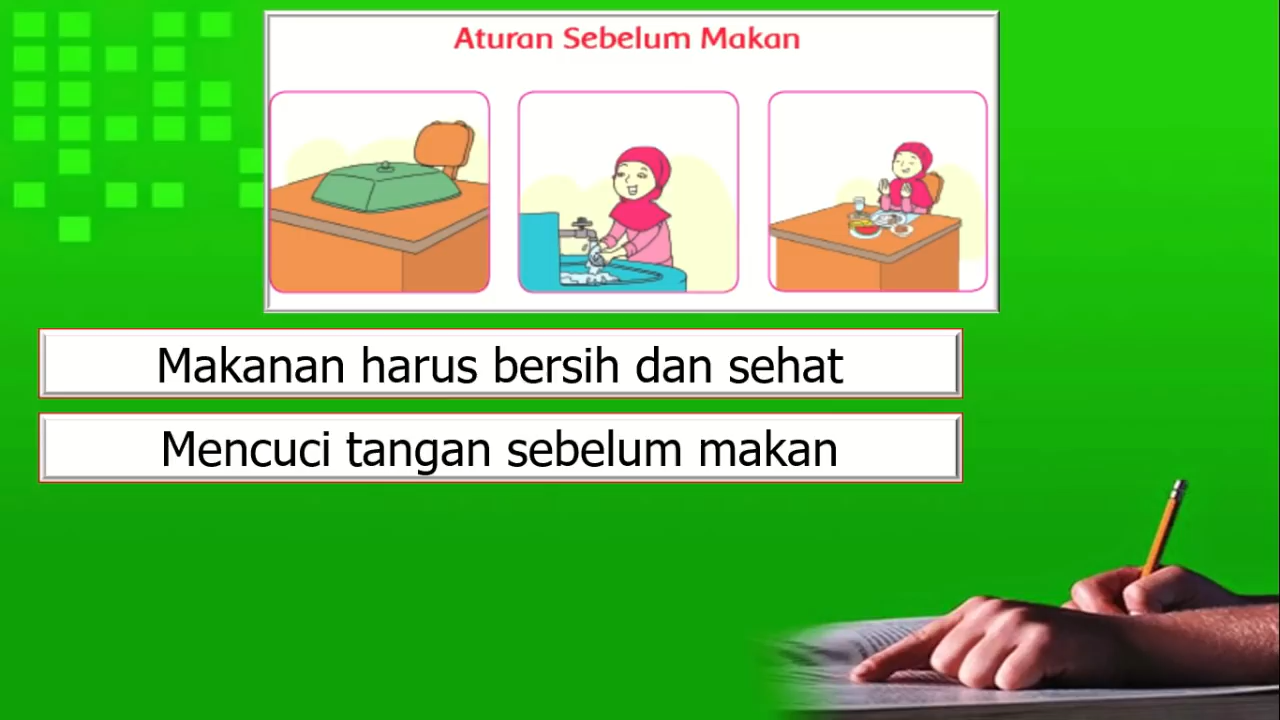 Aturan Sebelum Makan
Makanan harus bersih dan sehat
Mencuci tangan sebelum makan